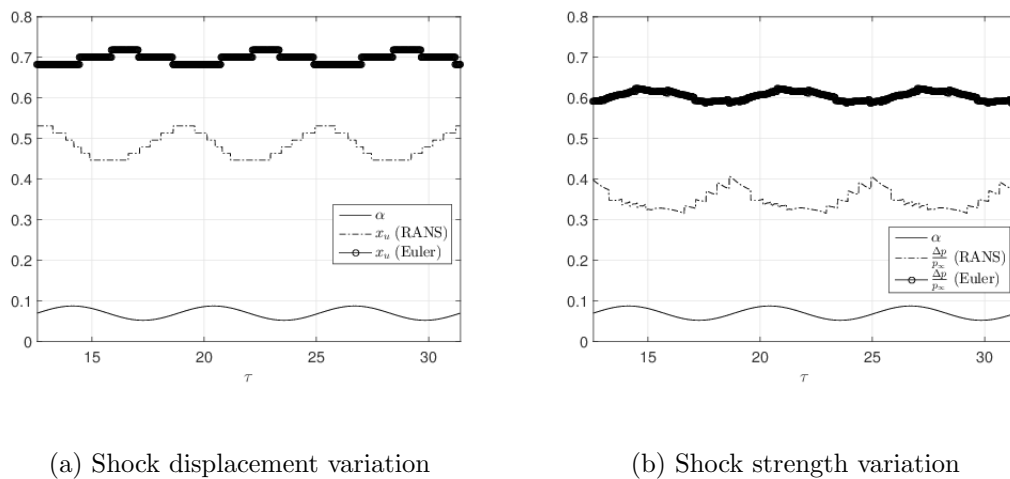 0.8
0.7
0.6
0.5
0.4
0.3
0.2
0.1
0
15
20
25
30
τ
α
x_u (RANS)
x_u (Euler)
0.8
0.7
0.6
0.5
0.4
0.3
0.2
0.1
0
15
20
25
30
τ
α
Δp/p∞ (RANS)
Δp/p∞ (Euler)
(a) Shock displacement variation
(b) Shock strength variation